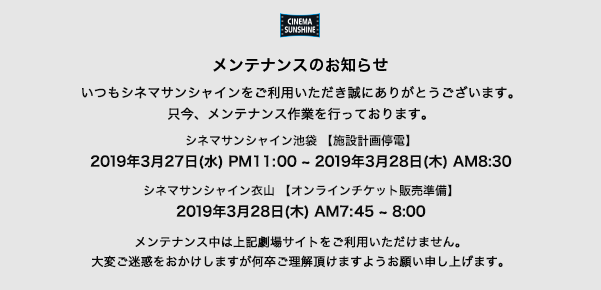 CINEMA
SUNSHINE
メンテナンスのお知らせ
いつもシネマサンシャインをご利用いただき誠にありがとうございます。
只今、メンテナンス作業を行っております。
シネマサンシャイン池袋 【施設計画停電】
2019年3月27日(水) PM11:00 ~ 2019年3月28日(木) AM8:30
シネマサンシャイン衣山 【オンラインチケット販売準備】
2019年3月28日(木) AM7:45 ~ 8:00
メンテナンス中は上記劇場サイトをご利用いただけません。
大変ご迷惑をおかけしますが何卒ご理解頂けますようお願い申し上げます。